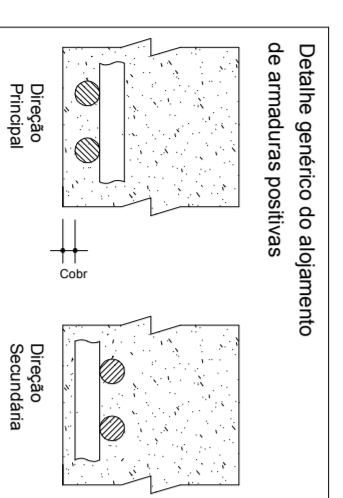 Detalhe genérico do alojamento
de armaduras positivas
Cobr
Direção
Principal
Direção
Secundária